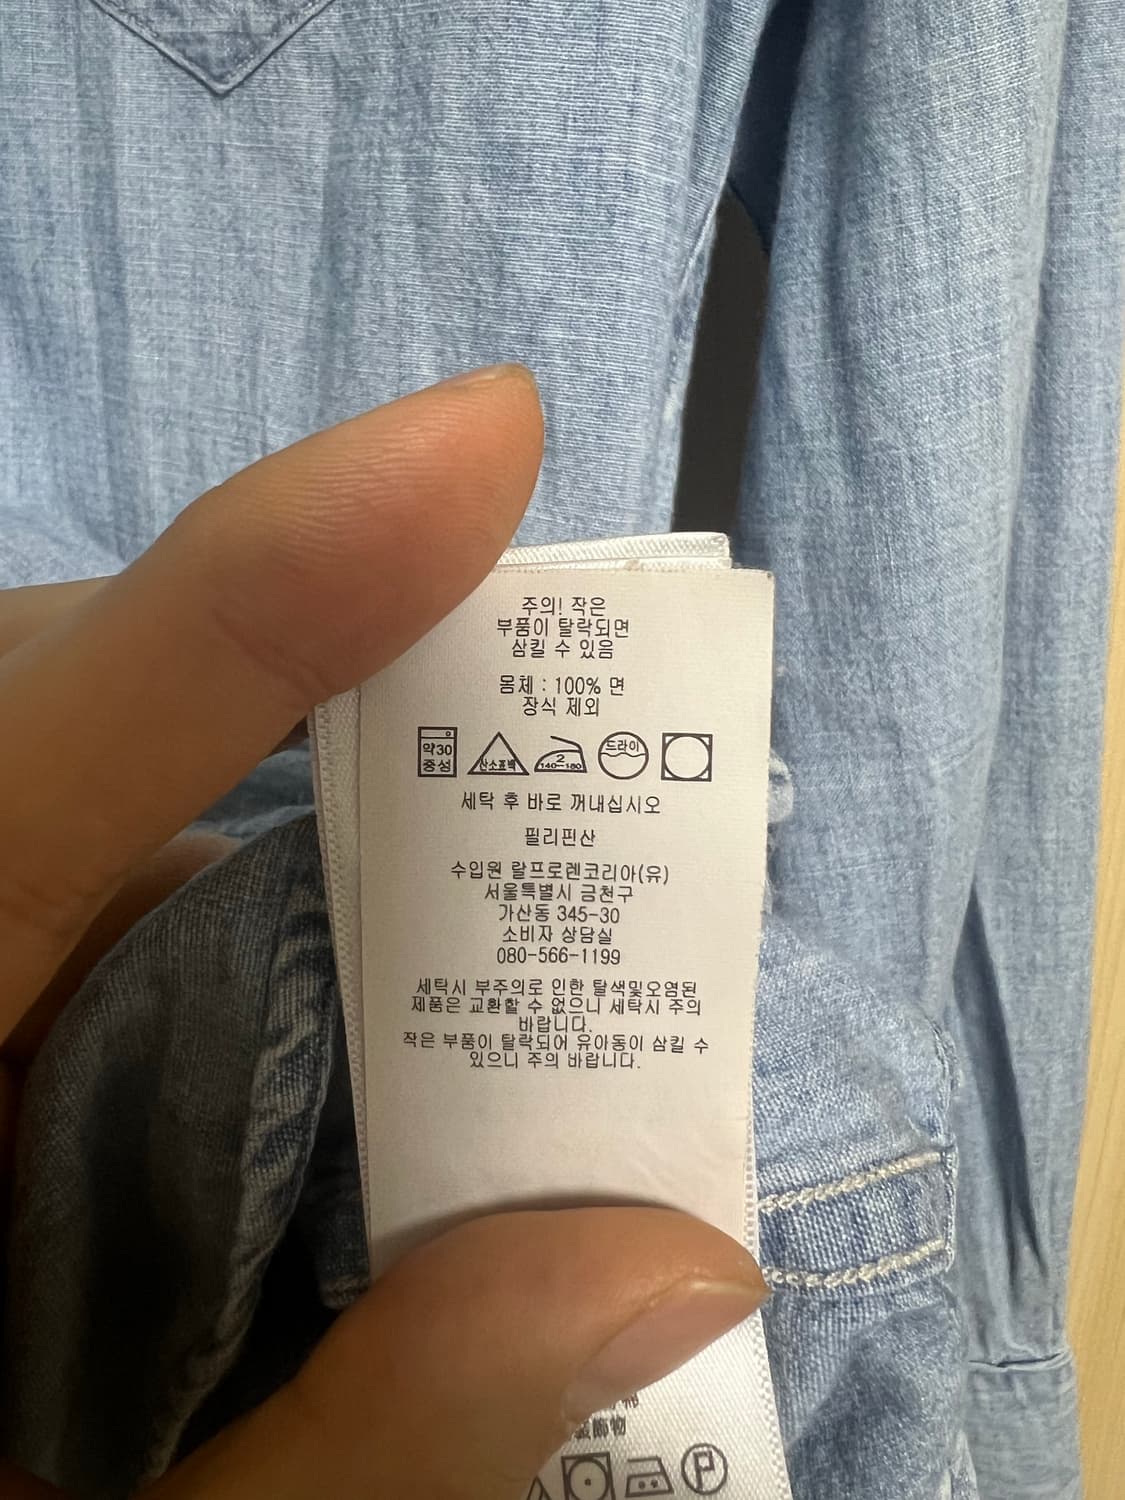 주의! 작은
부품이 탈락되면
삼킬 수 있음
몸체 : 100% 면
장식 제외
약30
중성
산소표백
2
140~180
드라이
세탁 후 바로 꺼내십시오
필리핀산
수입원 랄프로렌코리아(유)
서울특별시 금천구
가산동 345-30
소비자 상담실
080-566-1199
세탁시 부주의로 인한 탈색및오염된
제품은 교환할 수 없으니 세탁시 주의
바랍니다.
작은 부품이 탈락되어 유아동이 삼킬 수
있으니 주의 바랍니다.
飾物
P